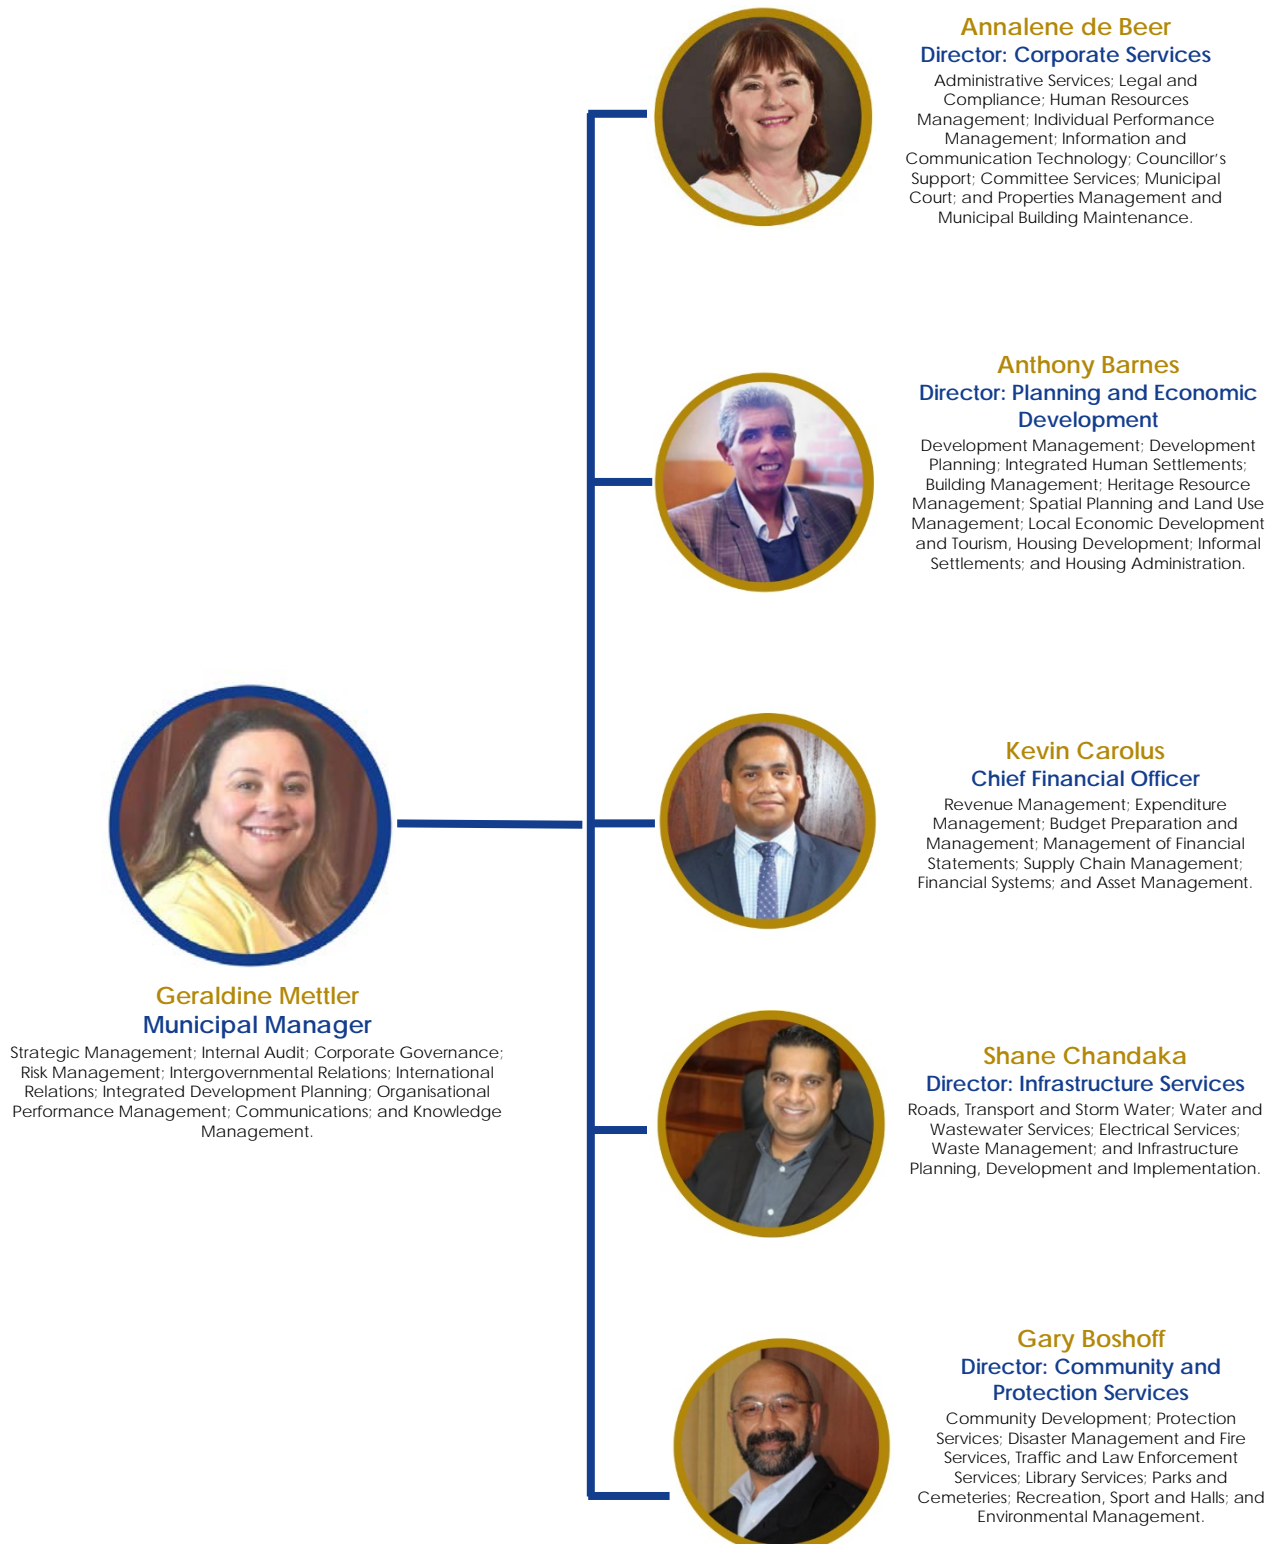 Annalene de Beer
Director: Corporate Services
Administrative Services; Legal and
Compliance; Human Resources
Management; Individual Performance
Management; Information and
Communication Technology; Councillor’s
Support; Committee Services; Municipal
Court; and Properties Management and
Municipal Building Maintenance.
Anthony Barnes
Director: Planning and Economic
Development
Development Management; Development
Planning; Integrated Human Settlements;
Building Management; Heritage Resource
Management; Spatial Planning and Land Use
Management; Local Economic Development
and Tourism, Housing Development; Informal
Settlements; and Housing Administration.
Kevin Carolus
Chief Financial Officer
Revenue Management; Expenditure
Management; Budget Preparation and
Management; Management of Financial
Statements; Supply Chain Management;
Financial Systems; and Asset Management.
Geraldine Mettler
Municipal Manager
Strategic Management; Internal Audit; Corporate Governance;
Risk Management; Intergovernmental Relations; International
Relations; Integrated Development Planning; Organisational
Performance Management; Communications; and Knowledge
Management.
Shane Chandaka
Director: Infrastructure Services
Roads, Transport and Storm Water; Water and
Wastewater Services; Electrical Services;
Waste Management; and Infrastructure
Planning, Development and Implementation.
Gary Boshoff
Director: Community and
Protection Services
Community Development; Protection
Services; Disaster Management and Fire
Services, Traffic and Law Enforcement
Services; Library Services; Parks and
Cemeteries; Recreation, Sport and Halls; and
Environmental Management.